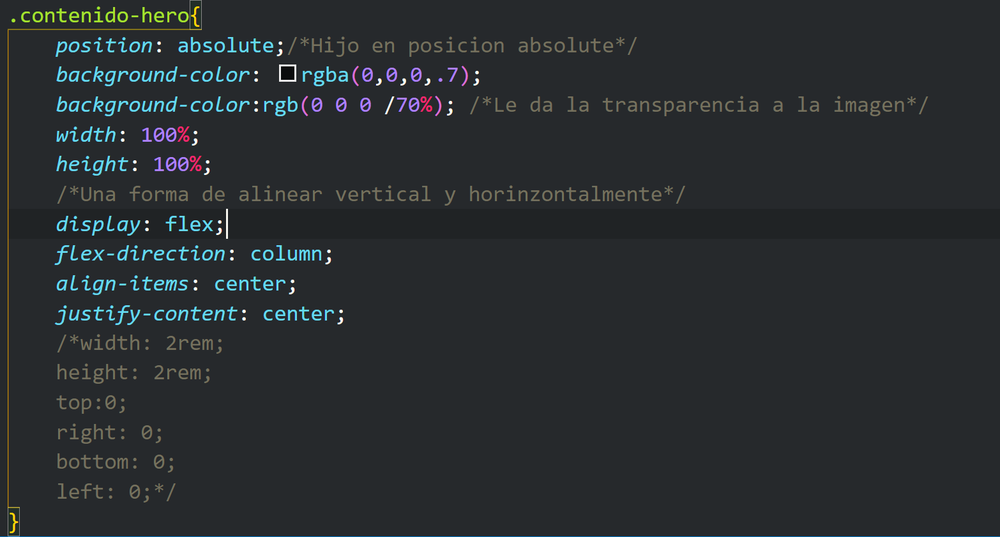 .contenido-hero{
position: absolute;/*Hijo en posicion absolute*/
background-color: rgba(0,0,0,.7);
background-color:rgb(0 0 0 /70%); /*Le da la transparencia a la imagen*/
width: 100%;
height: 100%;
/*Una forma de alinear vertical y horinzontalmente*/
display: flex;
flex-direction: column;
align-items: center;
justify-content: center;
/*width: 2rem;
height: 2rem;
top:0;
right: 0;
bottom: 0;
left: 0;*/
}